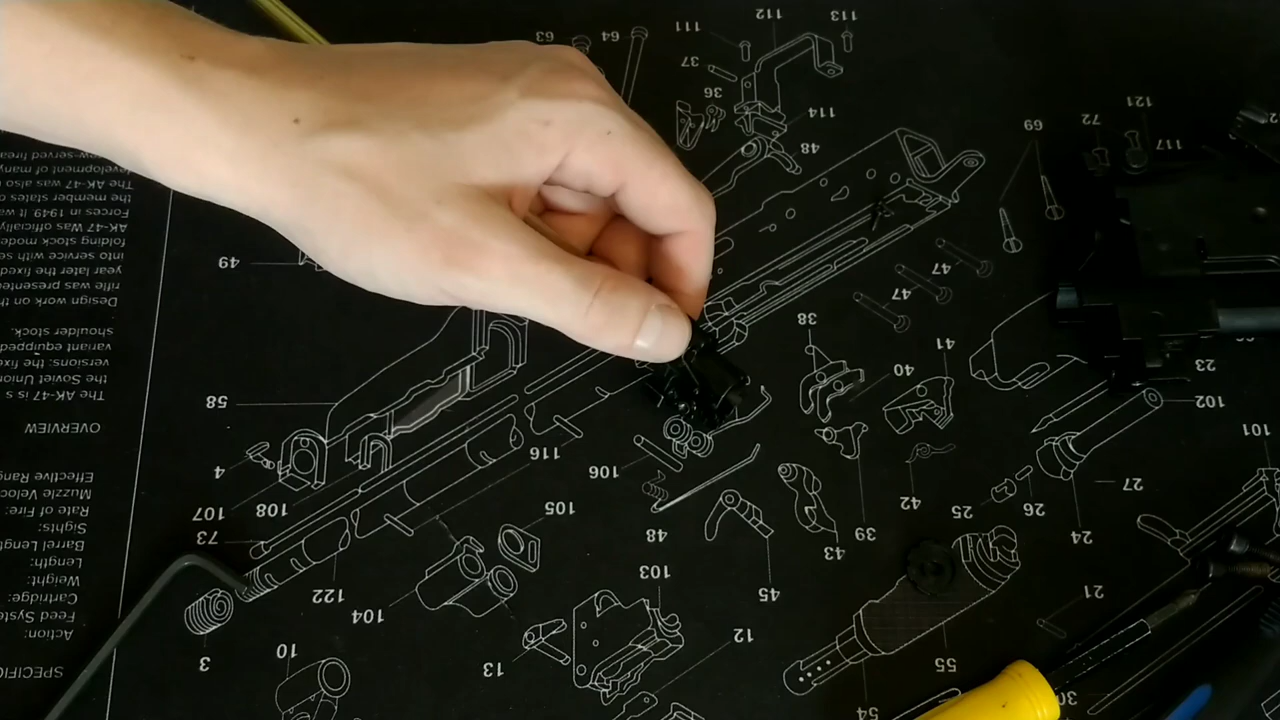 SPECIFIC
Action:
Feed Syste
Cartridge:
Weight:
Length:
Barrel Length
Sights:
Rate of Fire:
Muzzle Veloc
Effective Rang
OVERVIEW
The AK-47 is s
the Soviet Union
versions: the fixe
variant equipped
shoulder stock.
Design work on th
rifle was presented
year later the fixed
into service with se
folding stock mode
AK-47 Was officially
Forces in 1949 It w
the member states o
The AK-47 was also
development of many
ew-served firea
30
54
55
12
10
13
103
3
21
45
104
122
24
26
25
43
39
48
105
73
42
108
107
27
106
116
4
101
102
40
41
58
23
38
47
47
49
48
117
114
69
72
121
36
37
64
63
111
112
113